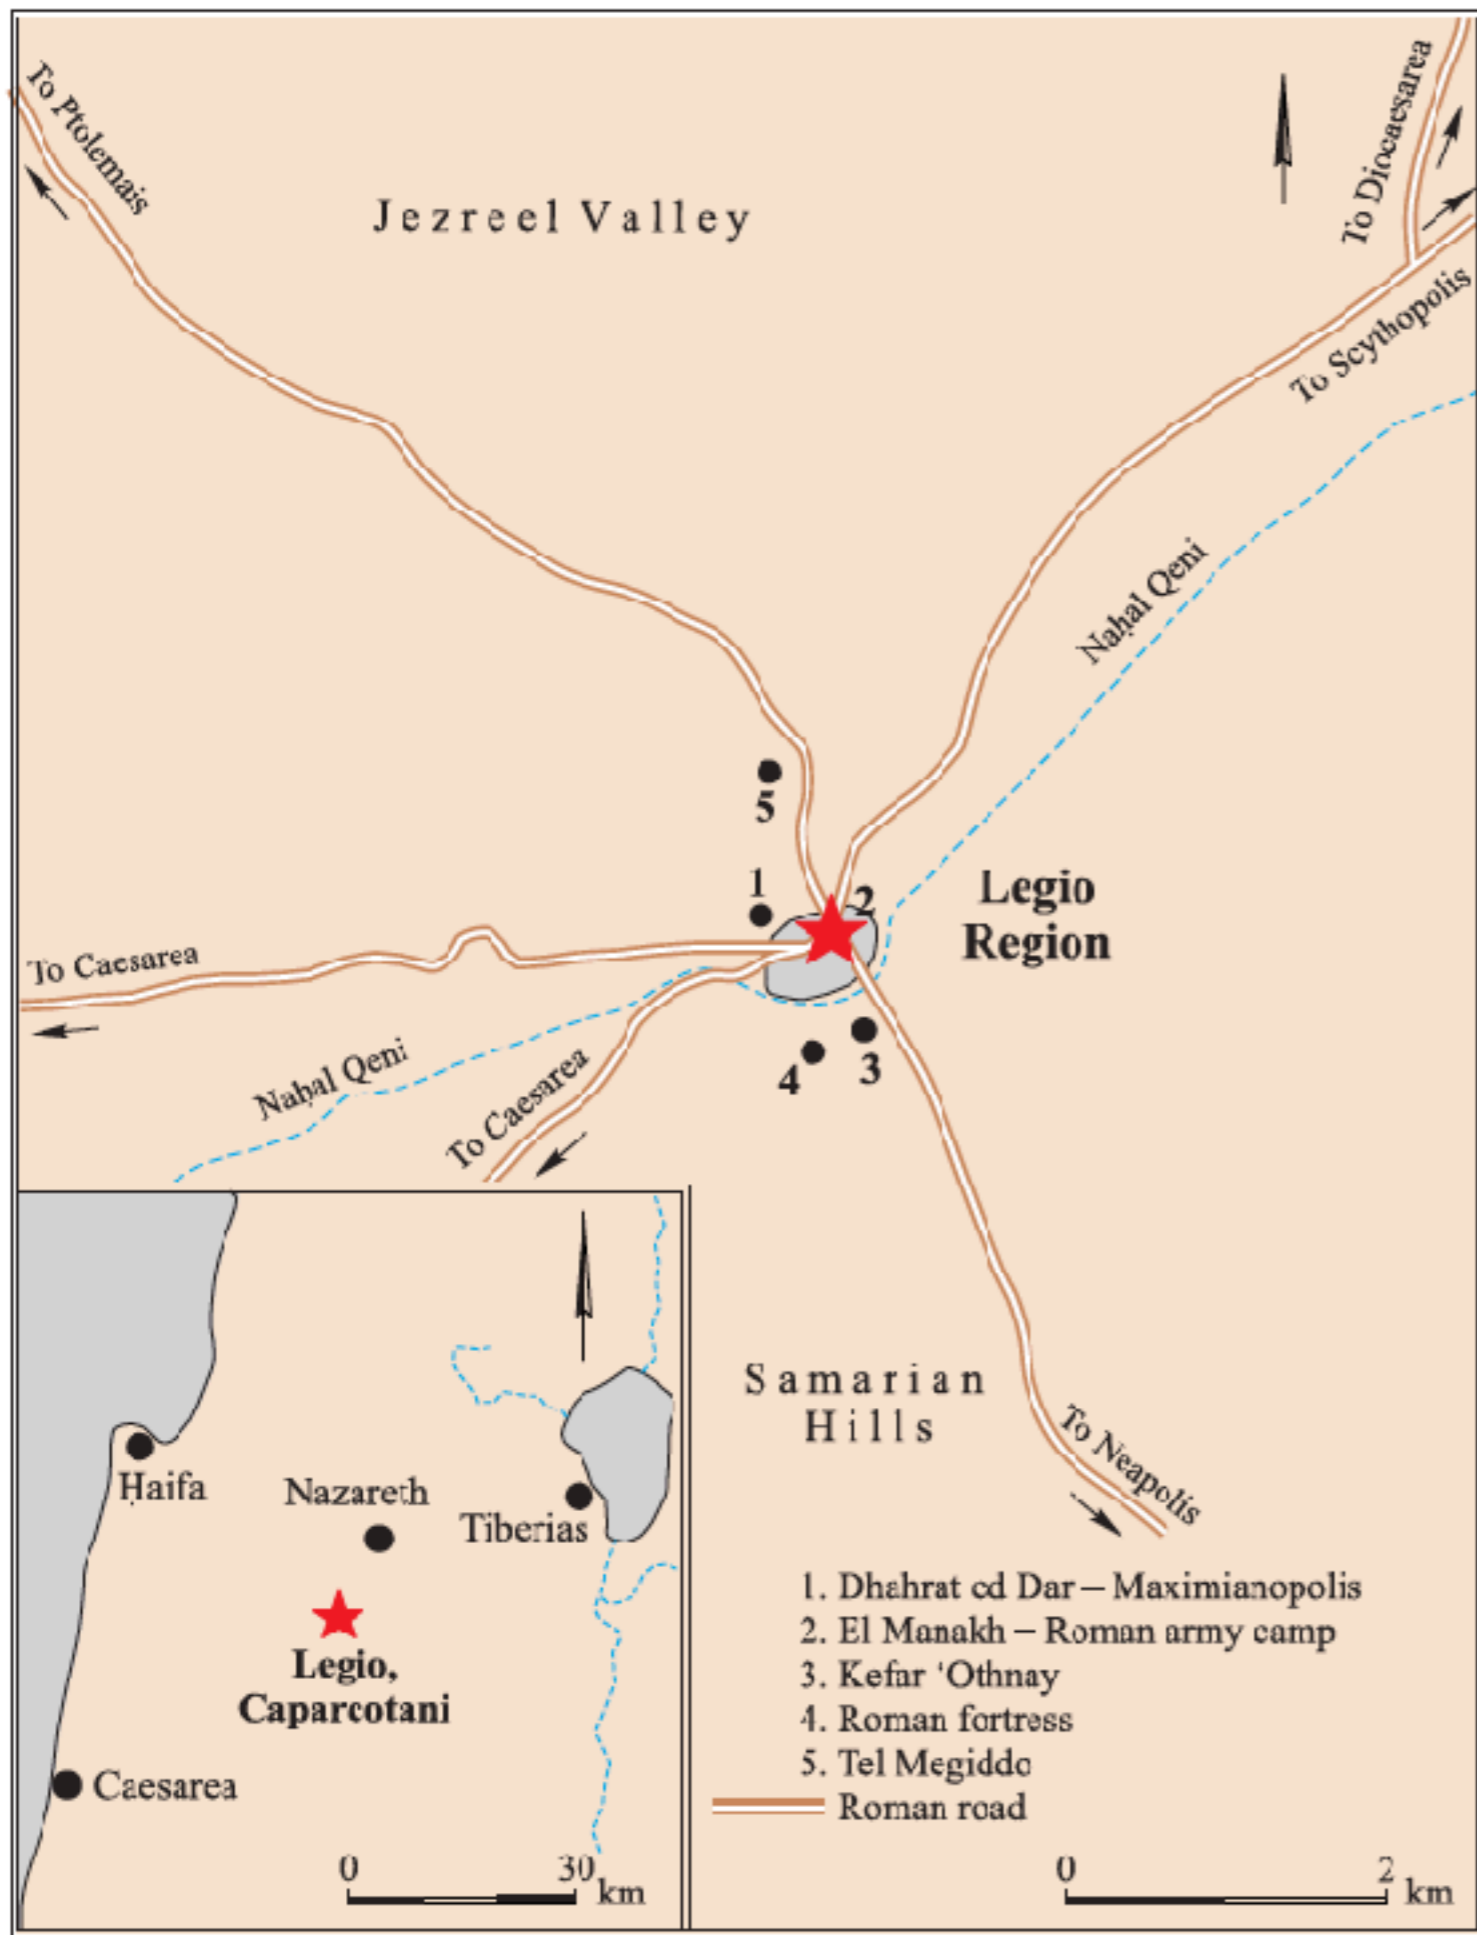 To Ptolemais
Jezreel Valley
To Diocaesarea
To Scythopolis
Naḥal Qeni
5
1
2
Legio
Region
To Caesarea
Naḥal Qeni
To Caesarea
4
3
Samarian
Hills
To Neapolis
Ḥaifa
Nazareth
Tiberias
Legio,
Caparcotani
Caesarea
0 30 km
1. Dhahrat ed Dar – Maximianopolis
2. El Manakh – Roman army camp
3. Kefar ‘Othnay
4. Roman fortress
5. Tel Megiddo
Roman road
0 2 km